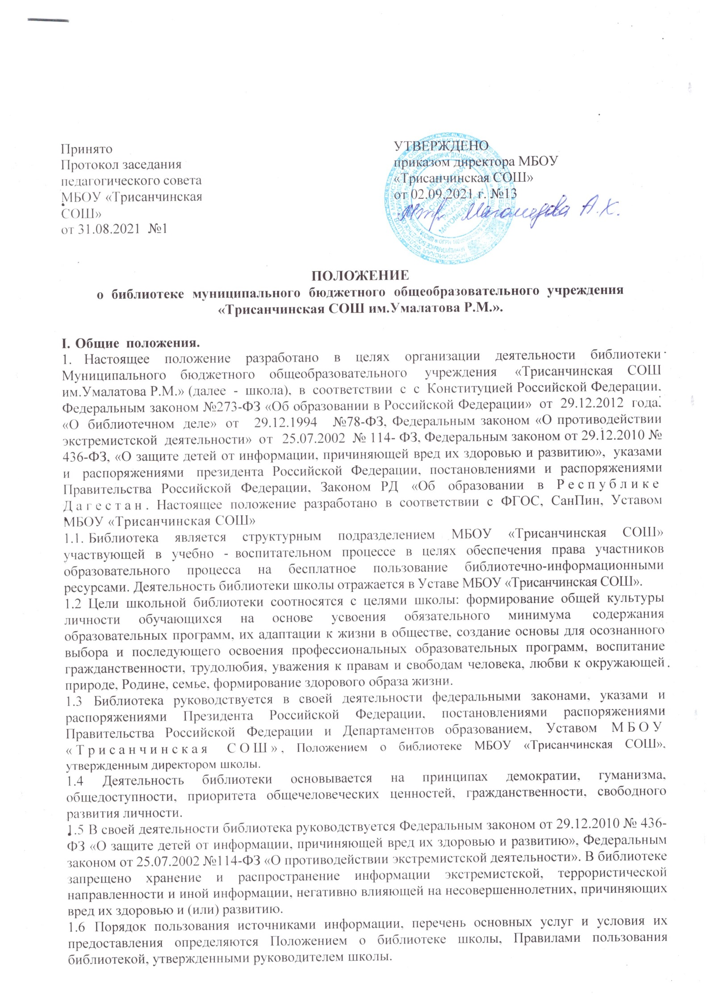 Принято
Протокол заседания
педагогического совета
МБОУ «Трисанчинская
СОШ»
от 31.08.2021 №1
УТВЕРЖДЕНО
приказом директора МБОУ
«Трисанчинская СОШ»
от 02.09.2021 г. №13
Магомедова А.Х.
ПОЛОЖЕНИЕ
о библиотеке муниципального бюджетного общеобразовательного учреждения
«Трисанчинская СОШ им.Умалатова Р.М.».
I. Общие положения.
1. Настоящее положение разработано в целях организации деятельности библиотеки
Муниципального бюджетного общеобразовательного учреждения «Трисанчинская СОШ
им.Умалатова Р.М.» (далее - школа), в соответствии с с Конституцией Российской Федерации,
Федеральным законом №273-ФЗ «Об образовании в Российской Федерации» от 29.12.2012 года;
«О библиотечном деле» от 29.12.1994 №78-ФЗ, Федеральным законом «О противодействии
экстремистской деятельности» от 25.07.2002 № 114- ФЗ, Федеральным законом от 29.12.2010 №
436-ФЗ, «О защите детей от информации, причиняющей вред их здоровью и развитию», указами
и распоряжениями президента Российской Федерации, постановлениями и распоряжениями
Правительства Российской Федерации, Законом РД «Об образовании в Республике
Дагестан. Настоящее положение разработано в соответствии с ФГОС, СанПин, Уставом
МБОУ «Трисанчинская СОШ»
1.1. Библиотека является структурным подразделением МБОУ «Трисанчинская СОШ»
участвующей в учебно - воспитательном процессе в целях обеспечения права участников
образовательного процесса на бесплатное пользование библиотечно-информационными
ресурсами. Деятельность библиотеки школы отражается в Уставе МБОУ «Трисанчинская СОШ».
1.2 Цели школьной библиотеки соотносятся с целями школы: формирование общей культуры
личности обучающихся на основе усвоения обязательного минимума содержания
образовательных программ, их адаптации к жизни в обществе, создание основы для осознанного
выбора и последующего освоения профессиональных образовательных программ, воспитание
гражданственности, трудолюбия, уважения к правам и свободам человека, любви к окружающей
природе, Родине, семье, формирование здорового образа жизни.
1.3 Библиотека руководствуется в своей деятельности федеральными законами, указами и
распоряжениями Президента Российской Федерации, постановлениями распоряжениями
Правительства Российской Федерации и Департаментов образованием, Уставом МБОУ
«Трисанчинская СОШ», Положением о библиотеке МБОУ «Трисанчинская СОШ»,
утвержденным директором школы.
1.4 Деятельность библиотеки основывается на принципах демократии, гуманизма,
общедоступности, приоритета общечеловеческих ценностей, гражданственности, свободного
развития личности.
1.5 В своей деятельности библиотека руководствуется Федеральным законом от 29.12.2010 № 436-
ФЗ «О защите детей от информации, причиняющей вред их здоровью и развитию», Федеральным
законом от 25.07.2002 №114-ФЗ «О противодействии экстремистской деятельности». В библиотеке
запрещено хранение и распространение информации экстремистской, террористической
направленности и иной информации, негативно влияющей на несовершеннолетних, причиняющих
вред их здоровью и (или) развитию.
1.6 Порядок пользования источниками информации, перечень основных услуг и условия их
предоставления определяются Положением о библиотеке школы, Правилами пользования
библиотекой, утвержденными руководителем школы.